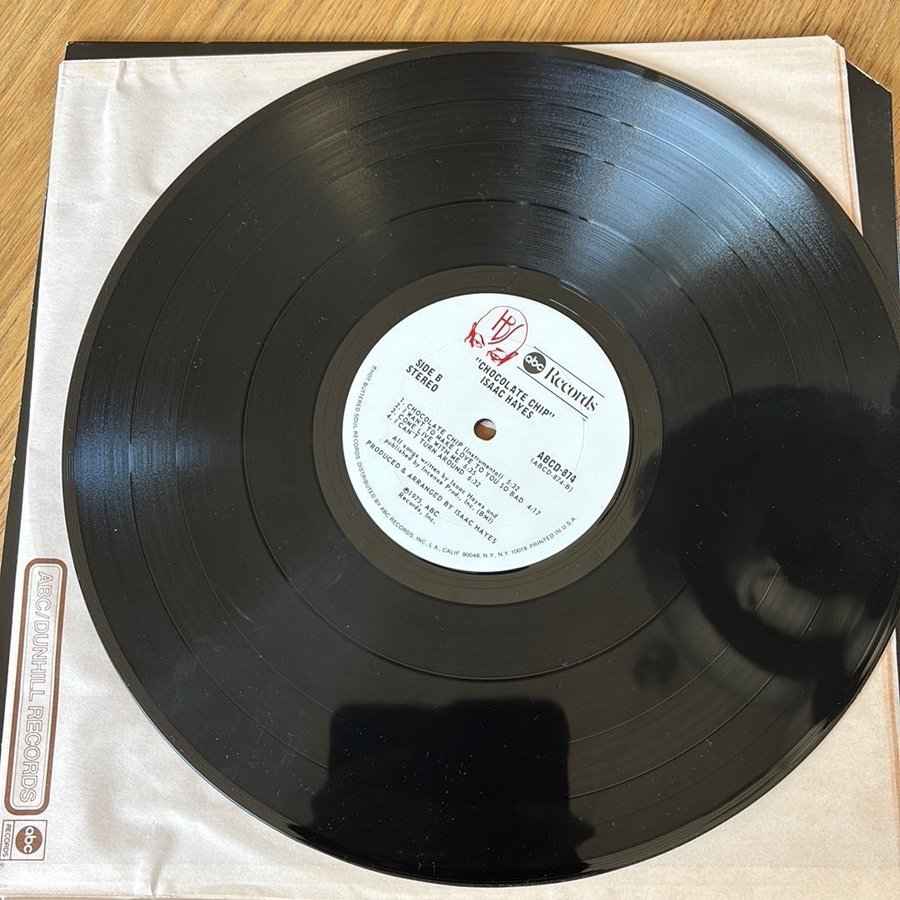 abc Records
"CHOCOLATE CHIP"
ISAAC HAYES
SIDE B
STEREO
ABCD-874
(ABCD-874-B)
1. CHOCOLATE CHIP (Instrumental) 5:32
2. I WANT TO MAKE LOVE TO YOU SO BAD 4:17
3. COME LIVE WITH ME 6:35
4. I CAN'T TURN AROUND 6:32
All songs written by Isaac Hayes and
published by Incense Prod., Inc. (BMI)
PRODUCED & ARRANGED BY ISAAC HAYES
℗1975, ABC
Records, Inc.
℗HOT BUTTERED SOUL RECORDS DISTRIBUTED BY ABC RECORDS, INC., L.A., CALIF. 90048, N.Y., N.Y. 10019 PRINTED IN U.S.A.
ABC/DUNHILL RECORDS
abc
RECORDS